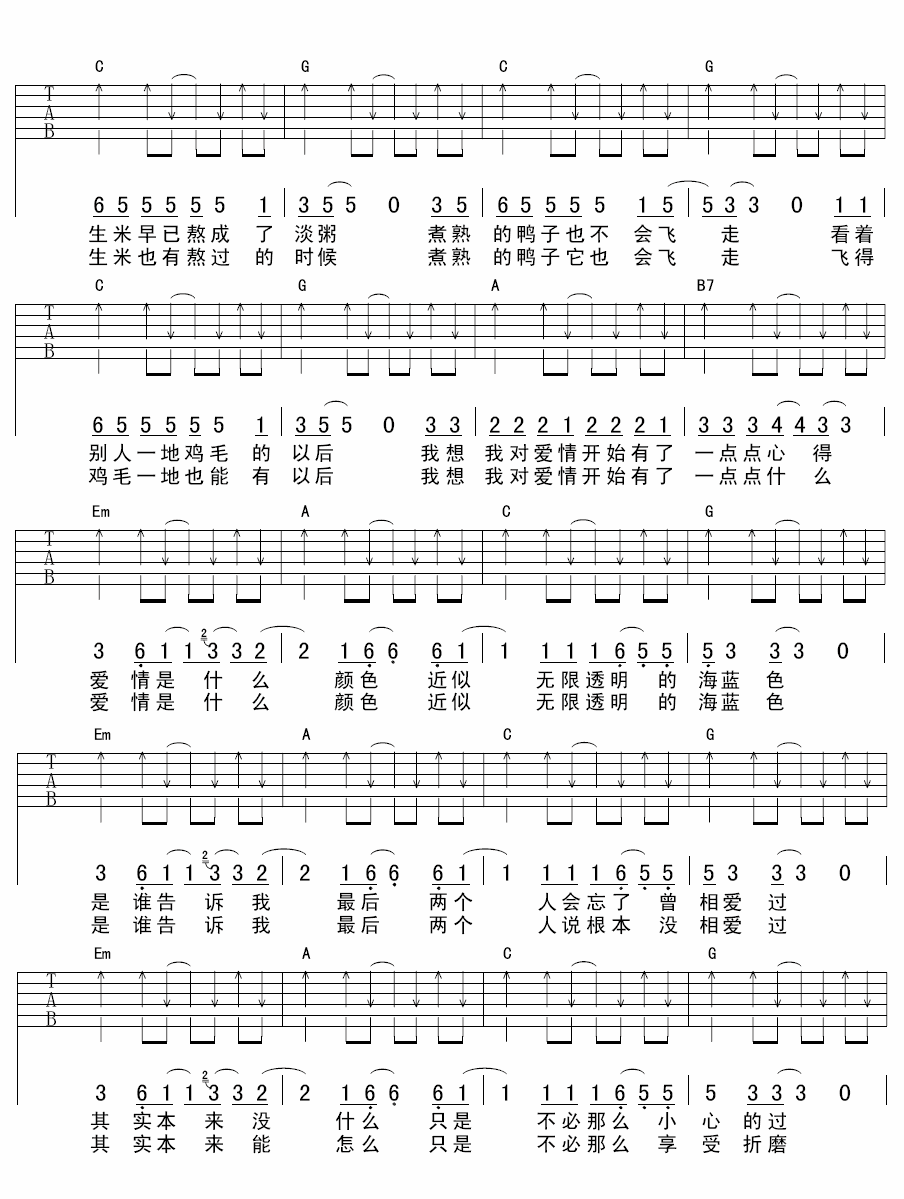 C G C G
T
A
B
6 5 5 5 5 5 1 3 5 5 0 3 5 6 5 5 5 5 1 5 5 3 3 0 1 1
生米早已熬成 了 淡粥 煮熟 的鸭子也不 会飞 走 看着
生米也有熬过 的 时候 煮熟 的鸭子它也 会飞 走 飞得
C G A B7
T
A
B
6 5 5 5 5 5 1 3 5 5 0 3 3 2 2 2 1 2 2 2 1 3 3 3 4 4 3 3
别人一地鸡毛 的 以后 我想 我对爱情开始有了 一点点心 得
鸡毛一地也能 有 以后 我想 我对爱情开始有了 一点点什 么
Em A C G
T
A
B
3 6 1 1 2 3 3 2 2 1 6 6 6 1 1 1 1 1 6 5 5 5 3 3 3 0
爱 情是 什 么 颜色 近似 无限透明 的 海蓝 色
爱 情是 什 么 颜色 近似 无限透明 的 海蓝 色
Em A C G
T
A
B
3 6 1 1 2 3 3 2 2 1 6 6 6 1 1 1 1 1 6 5 5 5 3 3 3 0
是 谁告 诉 我 最后 两个 人会忘了 曾 相爱 过
是 谁告 诉 我 最后 两个 人说根本 没 相爱 过
Em A C G
T
A
B
3 6 1 1 2 3 3 2 2 1 6 6 6 1 1 1 1 1 6 5 5 5 3 3 3 0
其 实本 来 没 什么 只是 不必那么 小 心 的过
其 实本 来 能 怎么 只是 不必那么 享 受 折磨